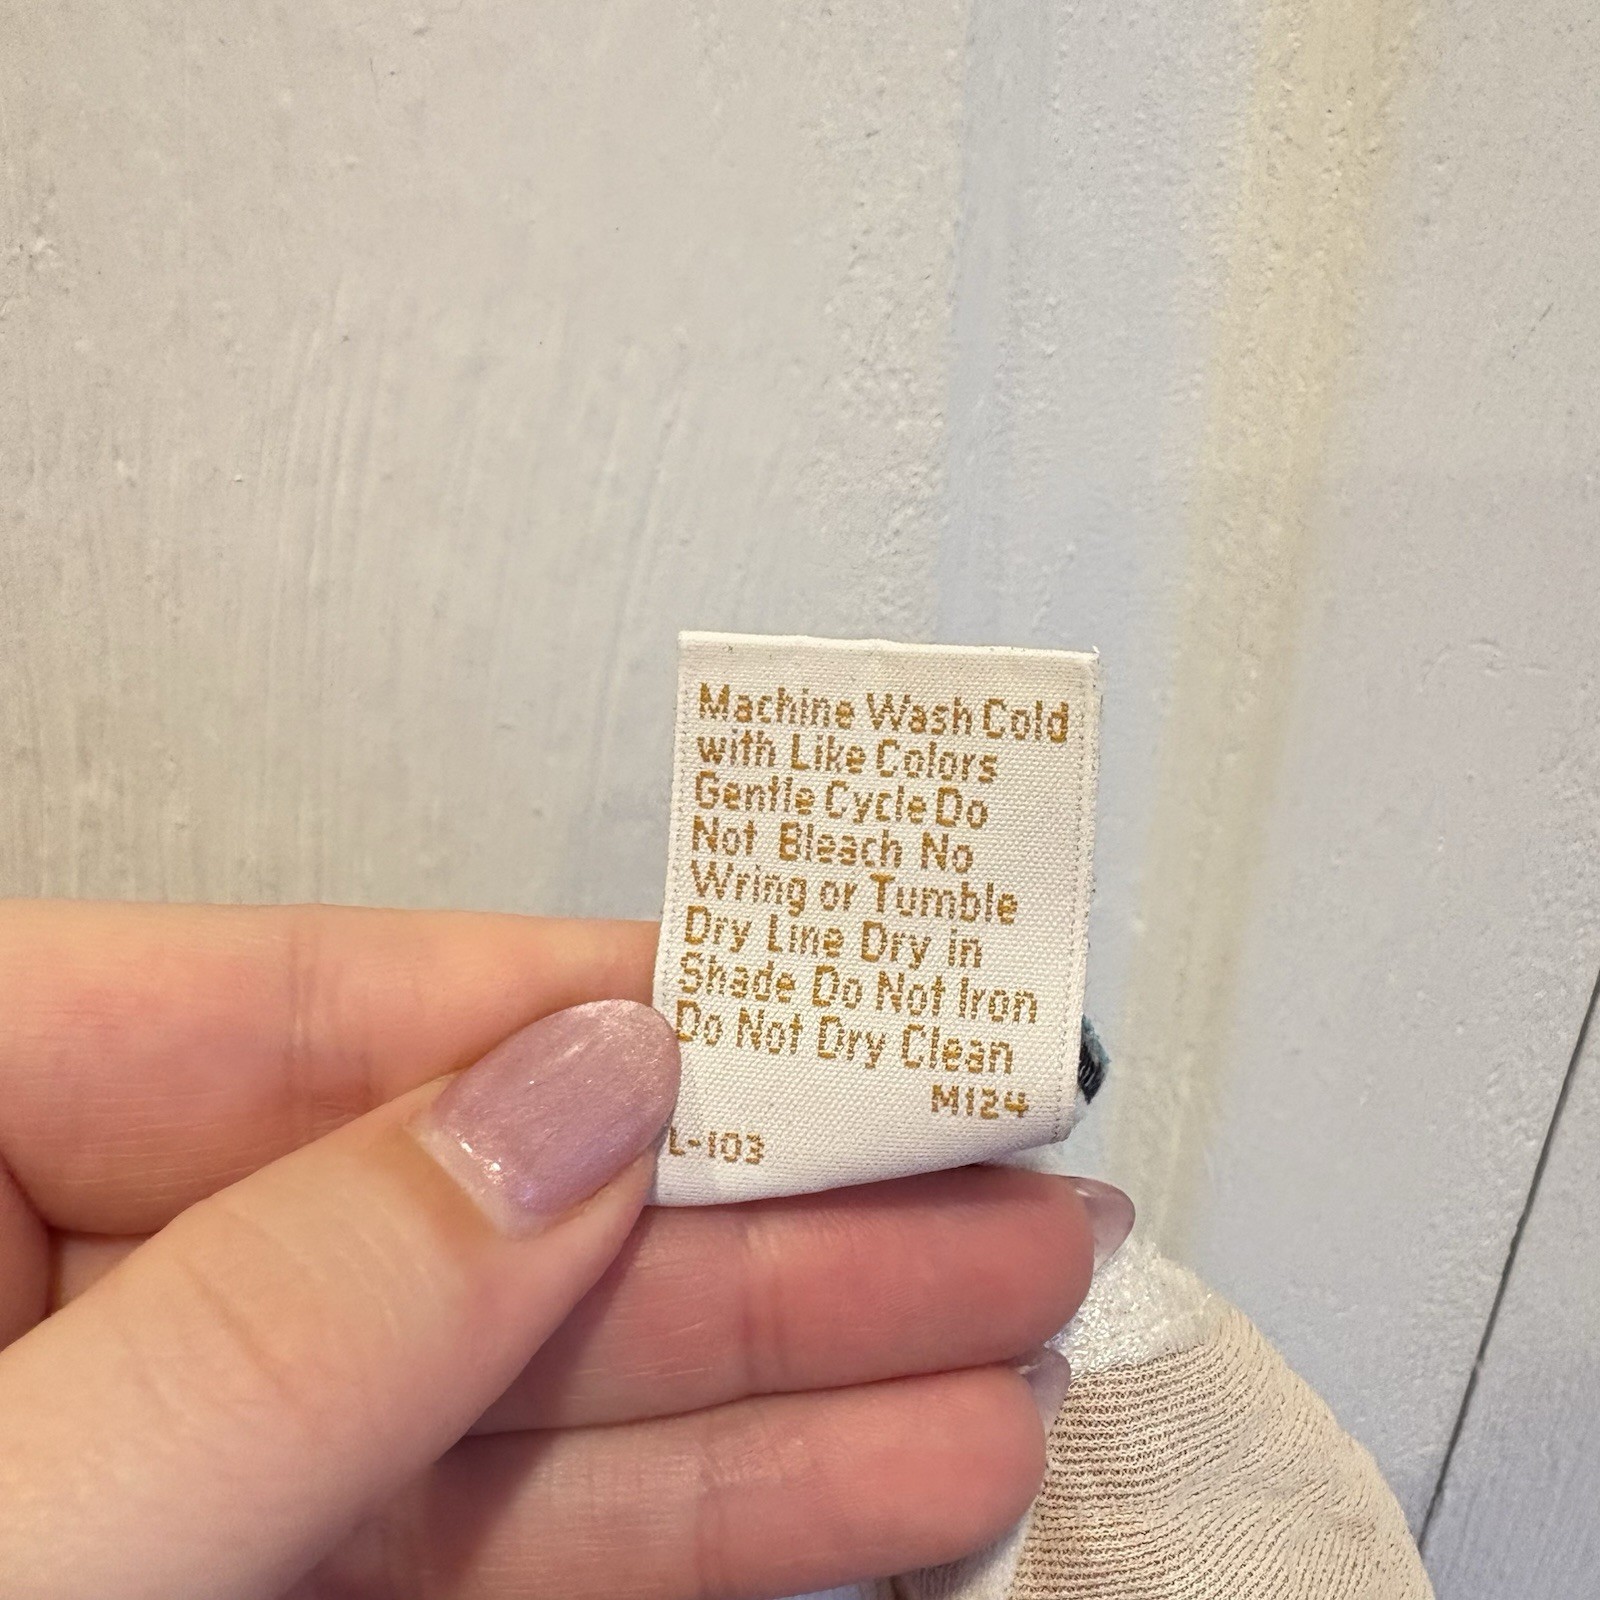 Machine Wash Cold
with Like Colors
Gentle Cycle Do
Not Bleach No
Wring or Tumble
Dry Line Dry in
Shade Do Not Iron
Do Not Dry Clean
M124
L-103